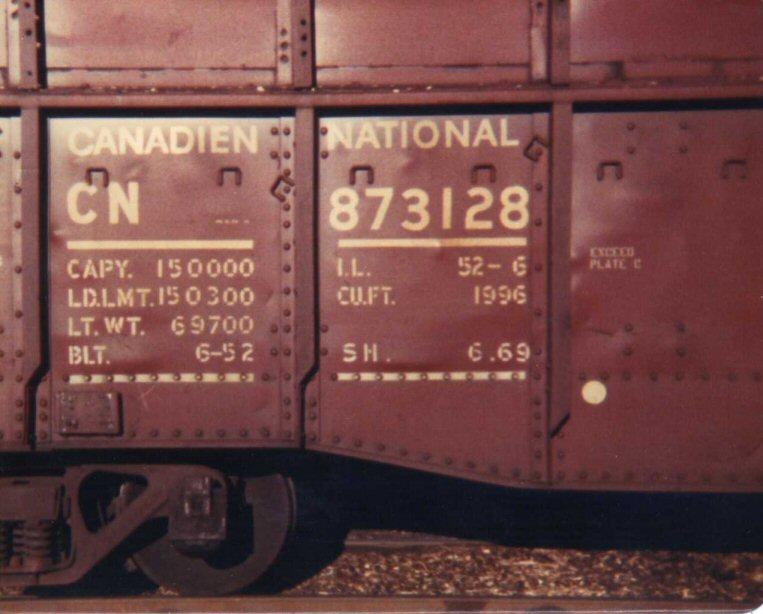 CANADIEN NATIONAL
CN 873128
CAPY. 150000
LD.LMT. 150300
LT. WT. 69700
BLT. 6-52
I.L. 52-6
CU.FT. 1996
SH. 6.69
EXCEED
PLATE C